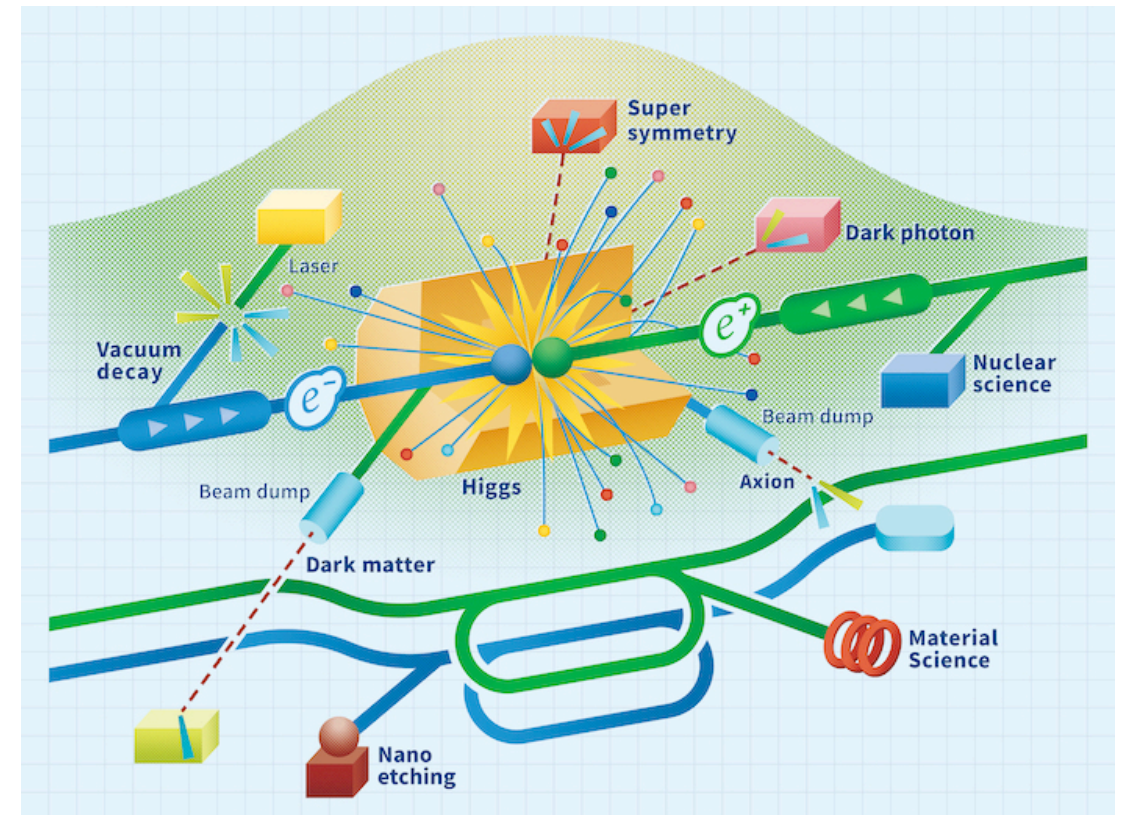 Super
symmetry
Dark photon
Laser
Vacuum
decay
e⁺
e⁻
Nuclear
science
Beam dump
Axion
Higgs
Beam dump
Dark matter
Material
Science
Nano
etching